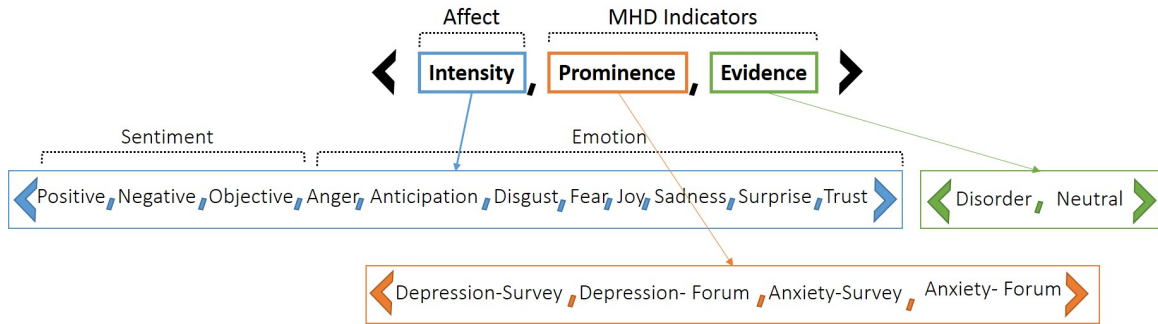 Affect MHD Indicators
Intensity, Prominence, Evidence
Sentiment Emotion
Positive, Negative, Objective, Anger, Anticipation, Disgust, Fear, Joy, Sadness, Surprise, Trust
Disorder, Neutral
Depression-Survey, Depression- Forum, Anxiety-Survey, Anxiety- Forum